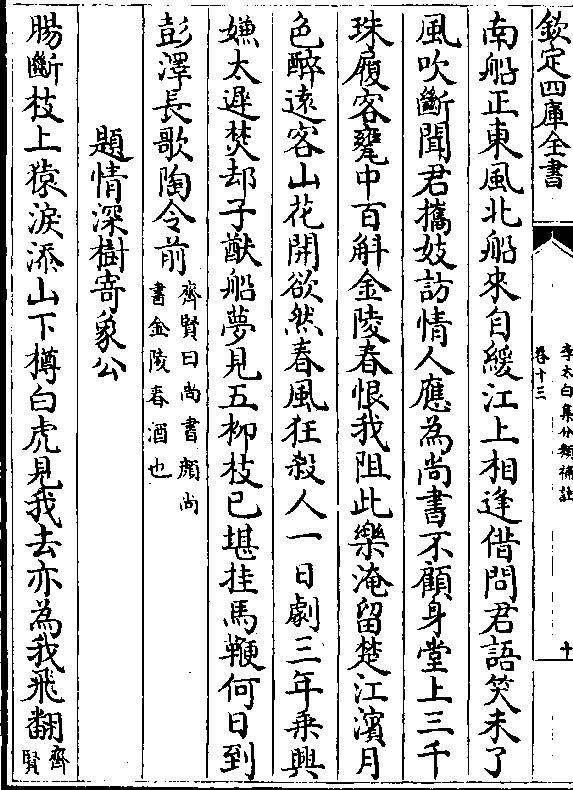 欽定四庫全書
李太白集分類補註
卷十三
十
南船正東風北船來自緩江上相逢借問君語笑未了
風吹斷聞君攜妓訪情人應為尚書不顧身堂上三千
珠履客甕中百斛金陵春恨我阻此樂淹留楚江濱月
色醉遠客山花開欲然春風狂殺人一日劇三年乗興
嫌太遲焚却子猷船夢見五柳枝已堪挂馬鞭何日到
彭澤長歌陶令前
齊賢曰尚書顔尚
書金陵春酒也
題情深樹寄象公
腸斷枝上猿淚添山下樽白虎見我去亦為我飛翻
齊
賢